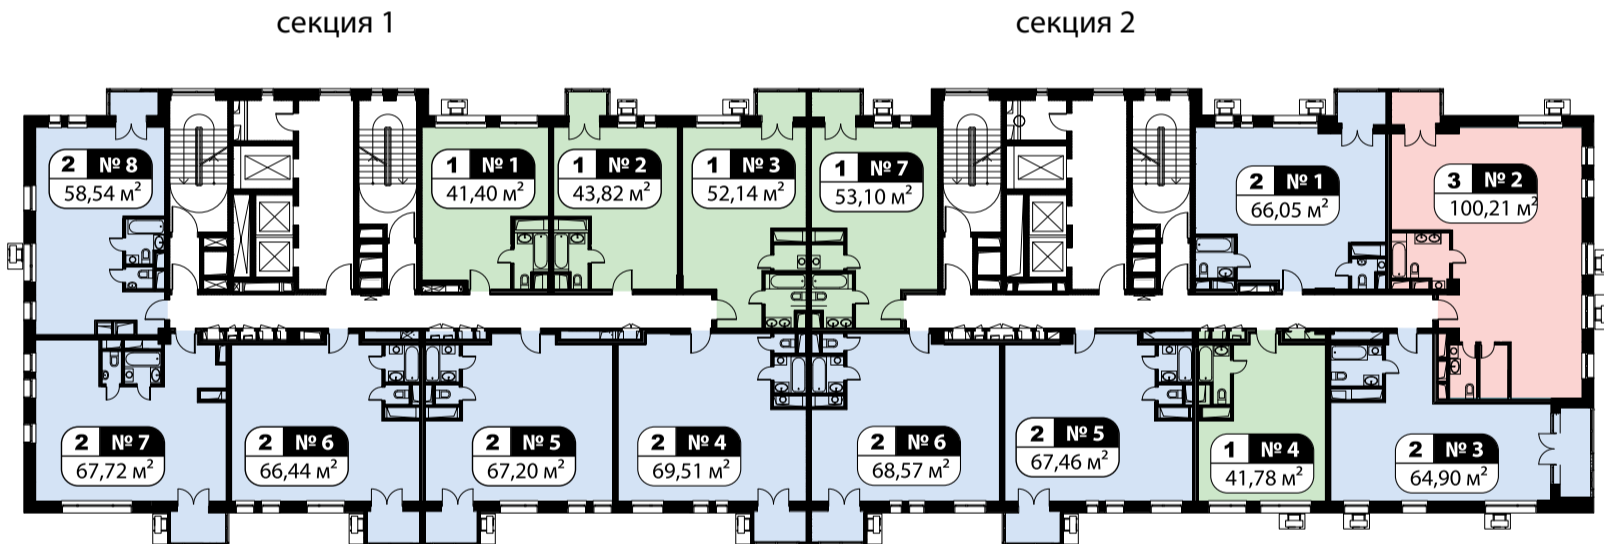 секция 1
секция 2
2 № 8
58,54 м²
1 № 1
41,40 м²
1 № 2
43,82 м²
1 № 3
52,14 м²
1 № 7
53,10 м²
2 № 1
66,05 м²
3 № 2
100,21 м²
2 № 7
67,72 м²
2 № 6
66,44 м²
2 № 5
67,20 м²
2 № 4
69,51 м²
2 № 6
68,57 м²
2 № 5
67,46 м²
1 № 4
41,78 м²
2 № 3
64,90 м²